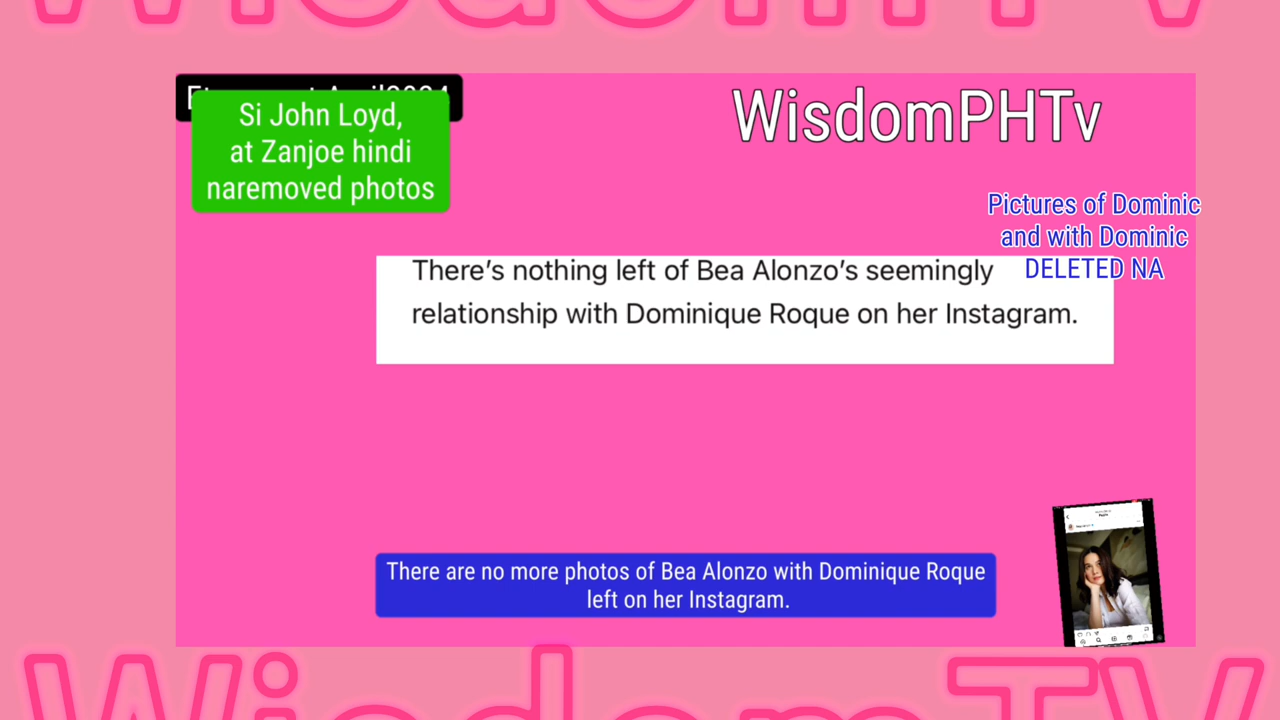 WisdomTv
Si John Loyd,
at Zanjoe hindi
naremoved photos
WisdomPHTv
Pictures of Dominic
and with Dominic
DELETED NA
There's nothing left of Bea Alonzo's seemingly
relationship with Dominique Roque on her Instagram.
There are no more photos of Bea Alonzo with Dominique Roque
left on her Instagram.
WisdomTV